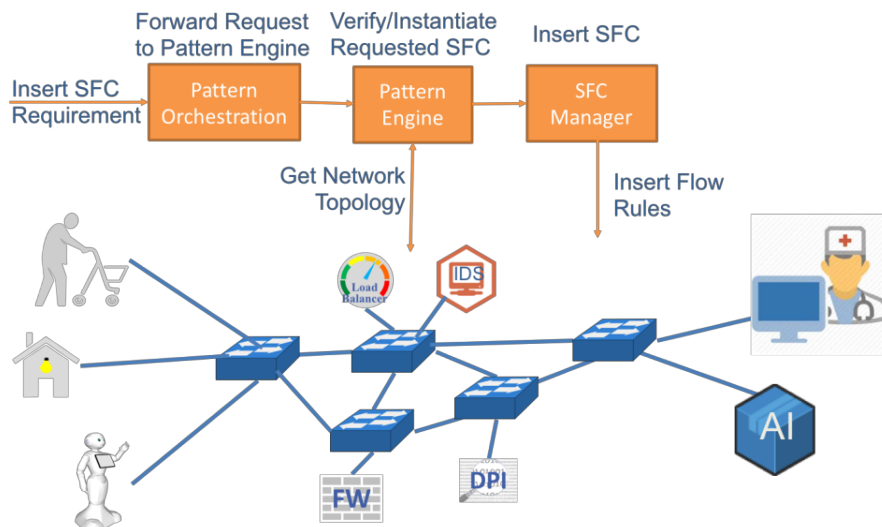 Forward Request
to Pattern Engine
Verify/Instantiate
Requested SFC
Insert SFC
Insert SFC
Requirement
Pattern
Orchestration
Pattern
Engine
SFC
Manager
Get Network
Topology
Insert Flow
Rules
Load
Balancer
IDS
AI
FW
DPI